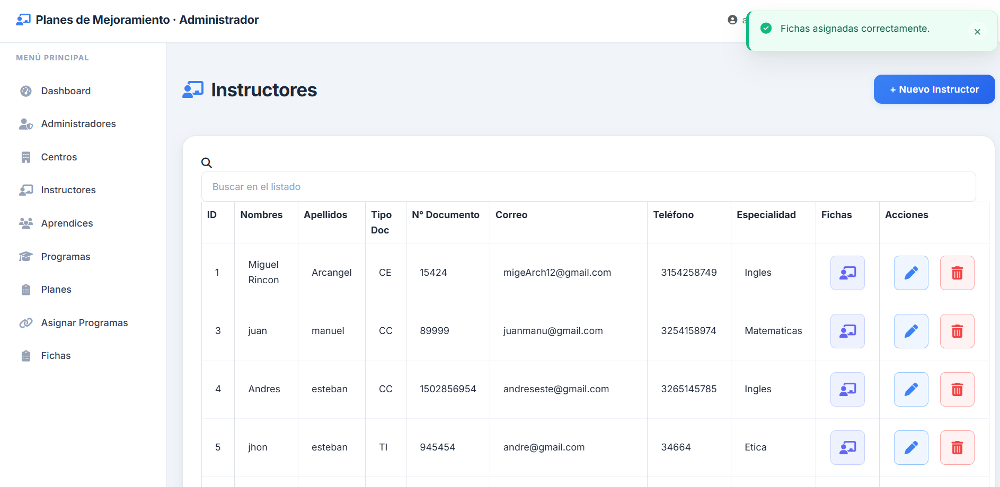 Planes de Mejoramiento · Administrador
a
Fichas asignadas correctamente.
MENÚ PRINCIPAL
Dashboard
Administradores
Centros
Instructores
Aprendices
Programas
Planes
Asignar Programas
Fichas
Instructores
+ Nuevo Instructor
Buscar en el listado
ID Nombres Apellidos Tipo Doc N° Documento Correo Teléfono Especialidad Fichas Acciones
1 Miguel Rincon Arcangel CE 15424 migeArch12@gmail.com 3154258749 Ingles
3 juan manuel CC 89999 juanmanu@gmail.com 3254158974 Matematicas
4 Andres esteban CC 1502856954 andreseste@gmail.com 3265145785 Ingles
5 jhon esteban TI 945454 andre@gmail.com 34664 Etica